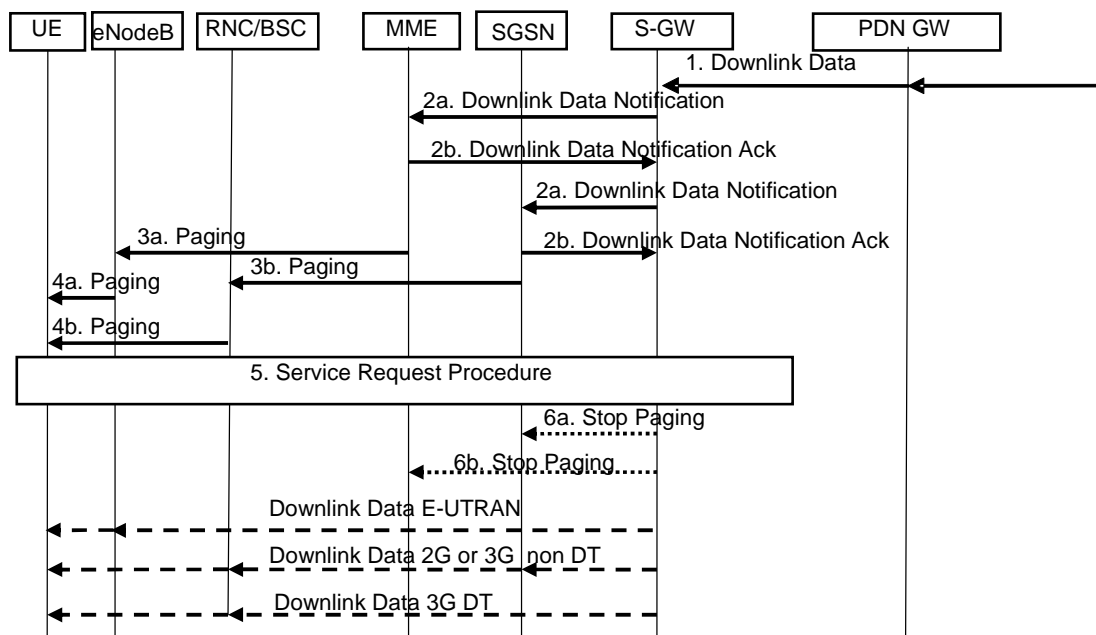 UE eNodeB RNC/BSC MME SGSN S-GW PDN GW
1. Downlink Data
2a. Downlink Data Notification
2b. Downlink Data Notification Ack
2a. Downlink Data Notification
3a. Paging 2b. Downlink Data Notification Ack
3b. Paging
4a. Paging
4b. Paging
5. Service Request Procedure
6a. Stop Paging
6b. Stop Paging
Downlink Data E-UTRAN
Downlink Data 2G or 3G non DT
Downlink Data 3G DT